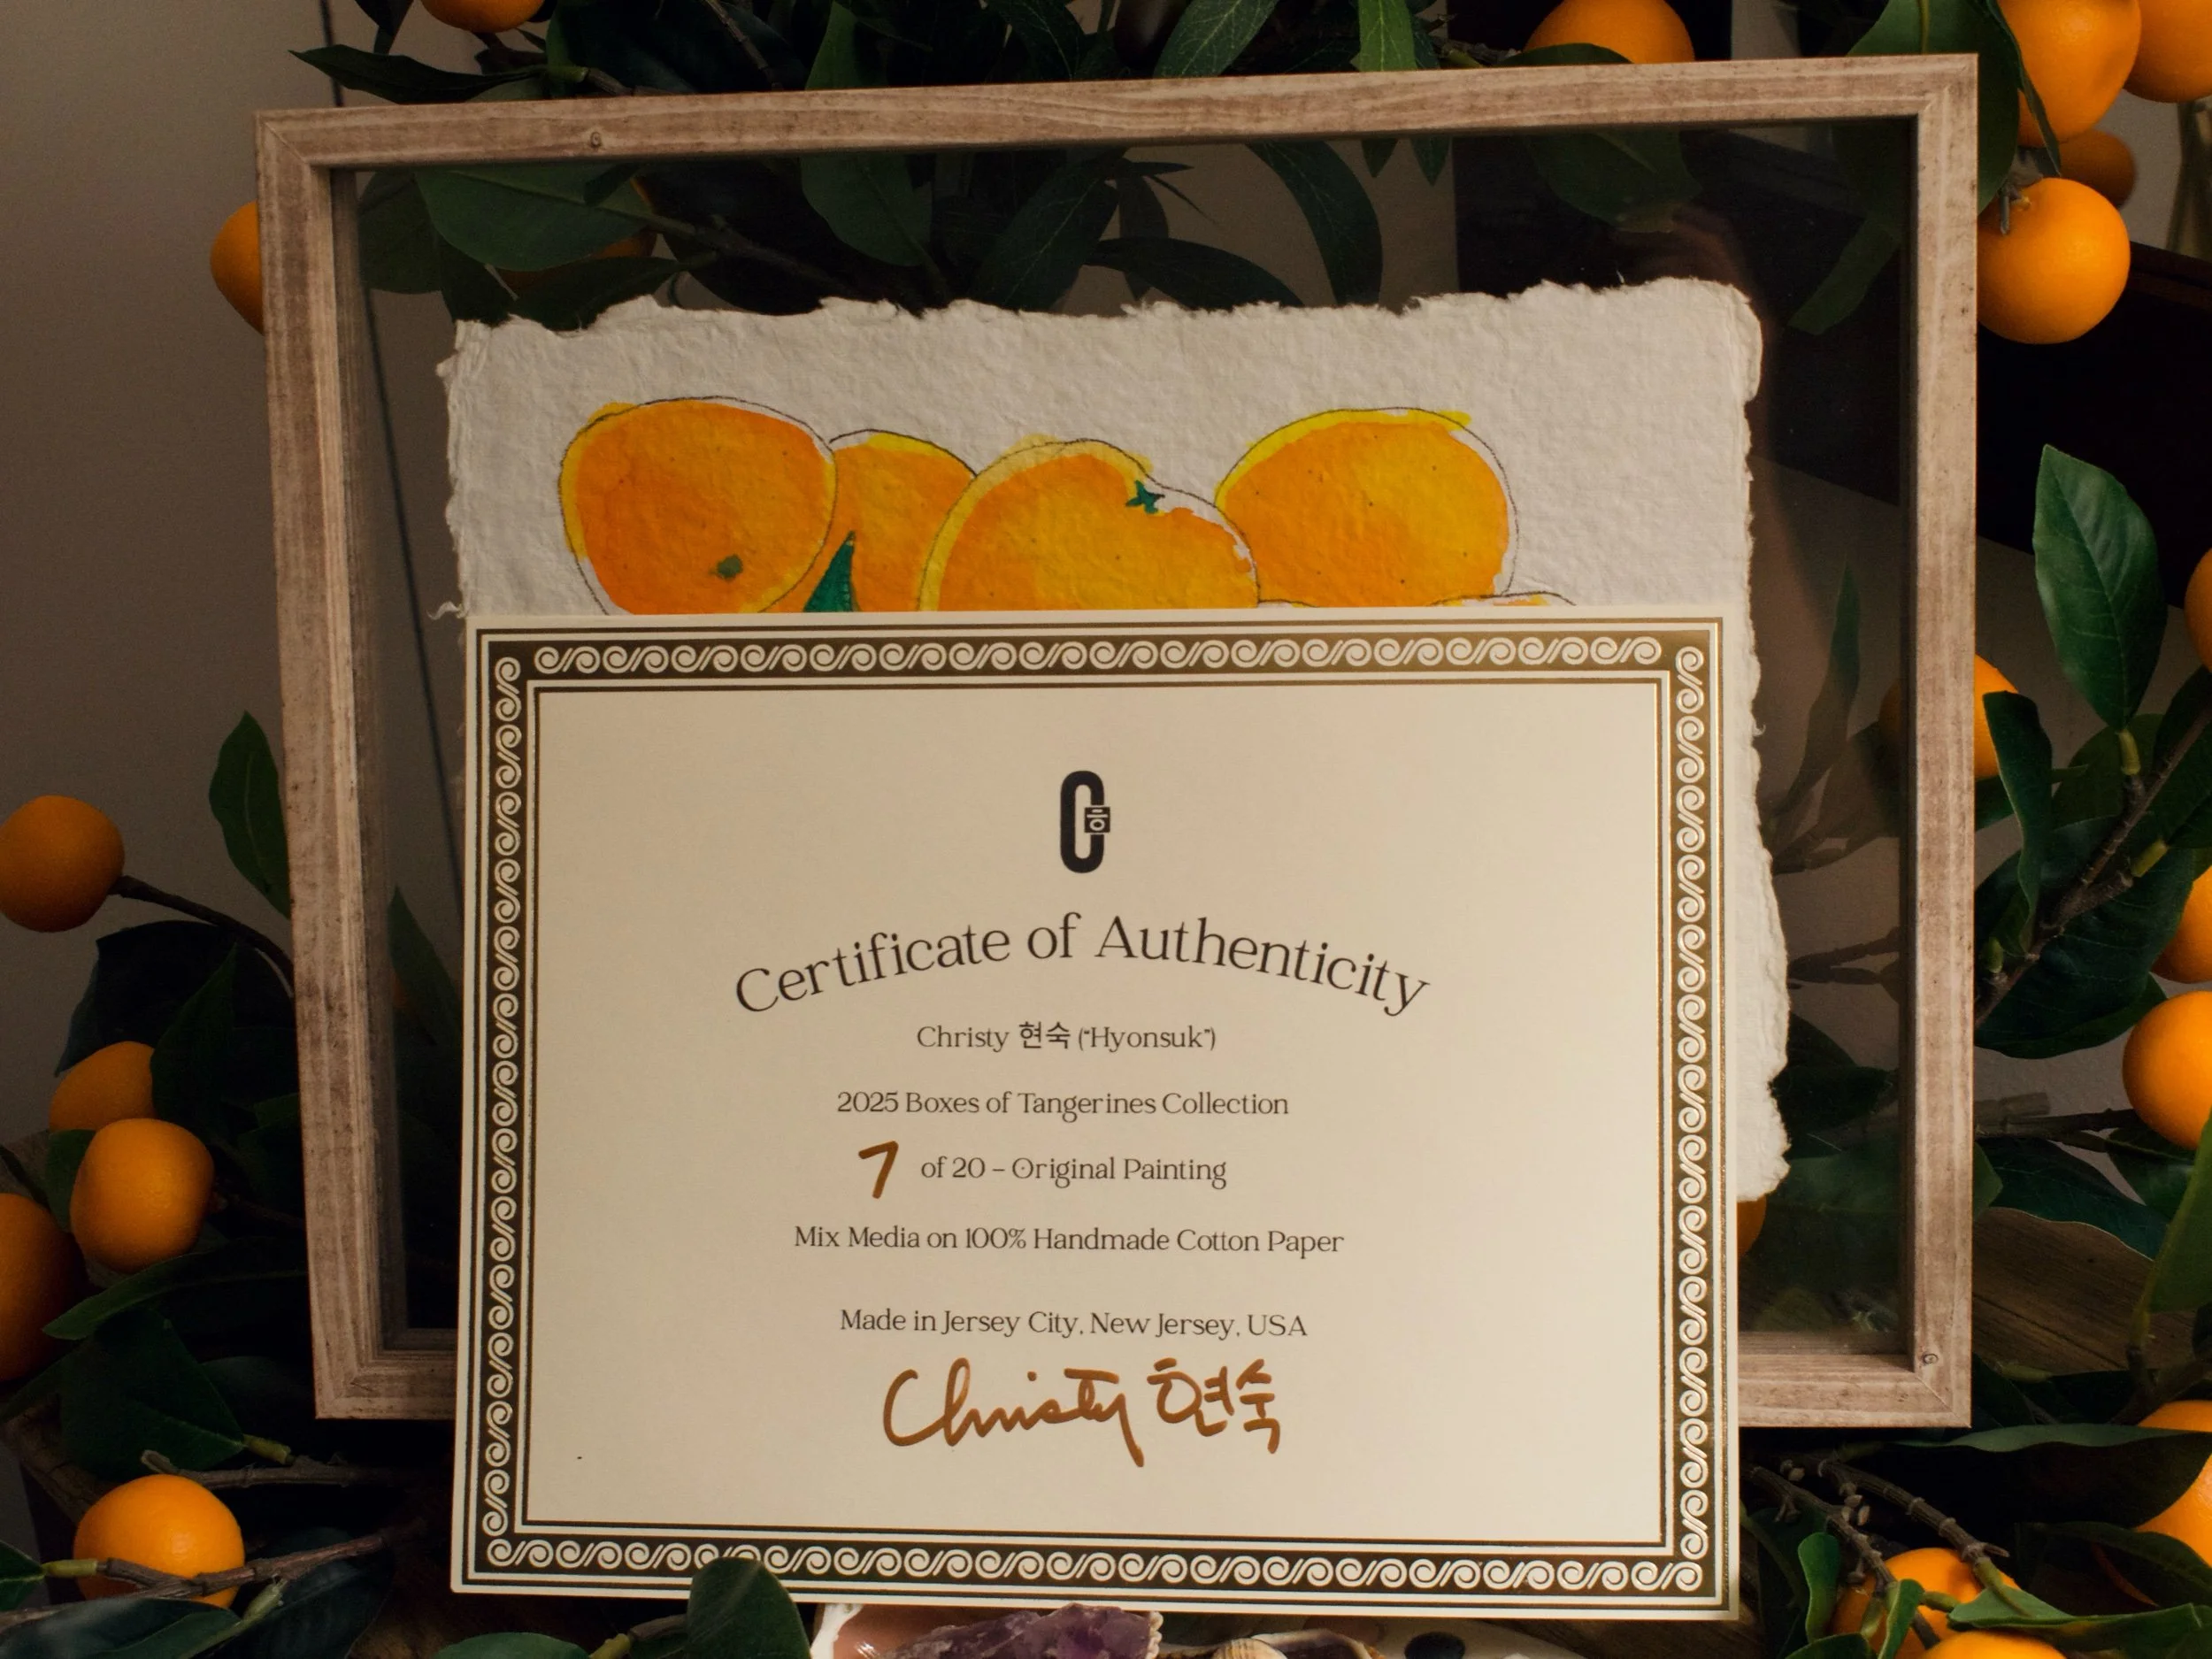 C ㅎ
Certificate of Authenticity
Christy 현숙 ("Hyonsuk")
2025 Boxes of Tangerines Collection
7 of 20 – Original Painting
Mix Media on 100% Handmade Cotton Paper
Made in Jersey City, New Jersey, USA
Christy 현숙